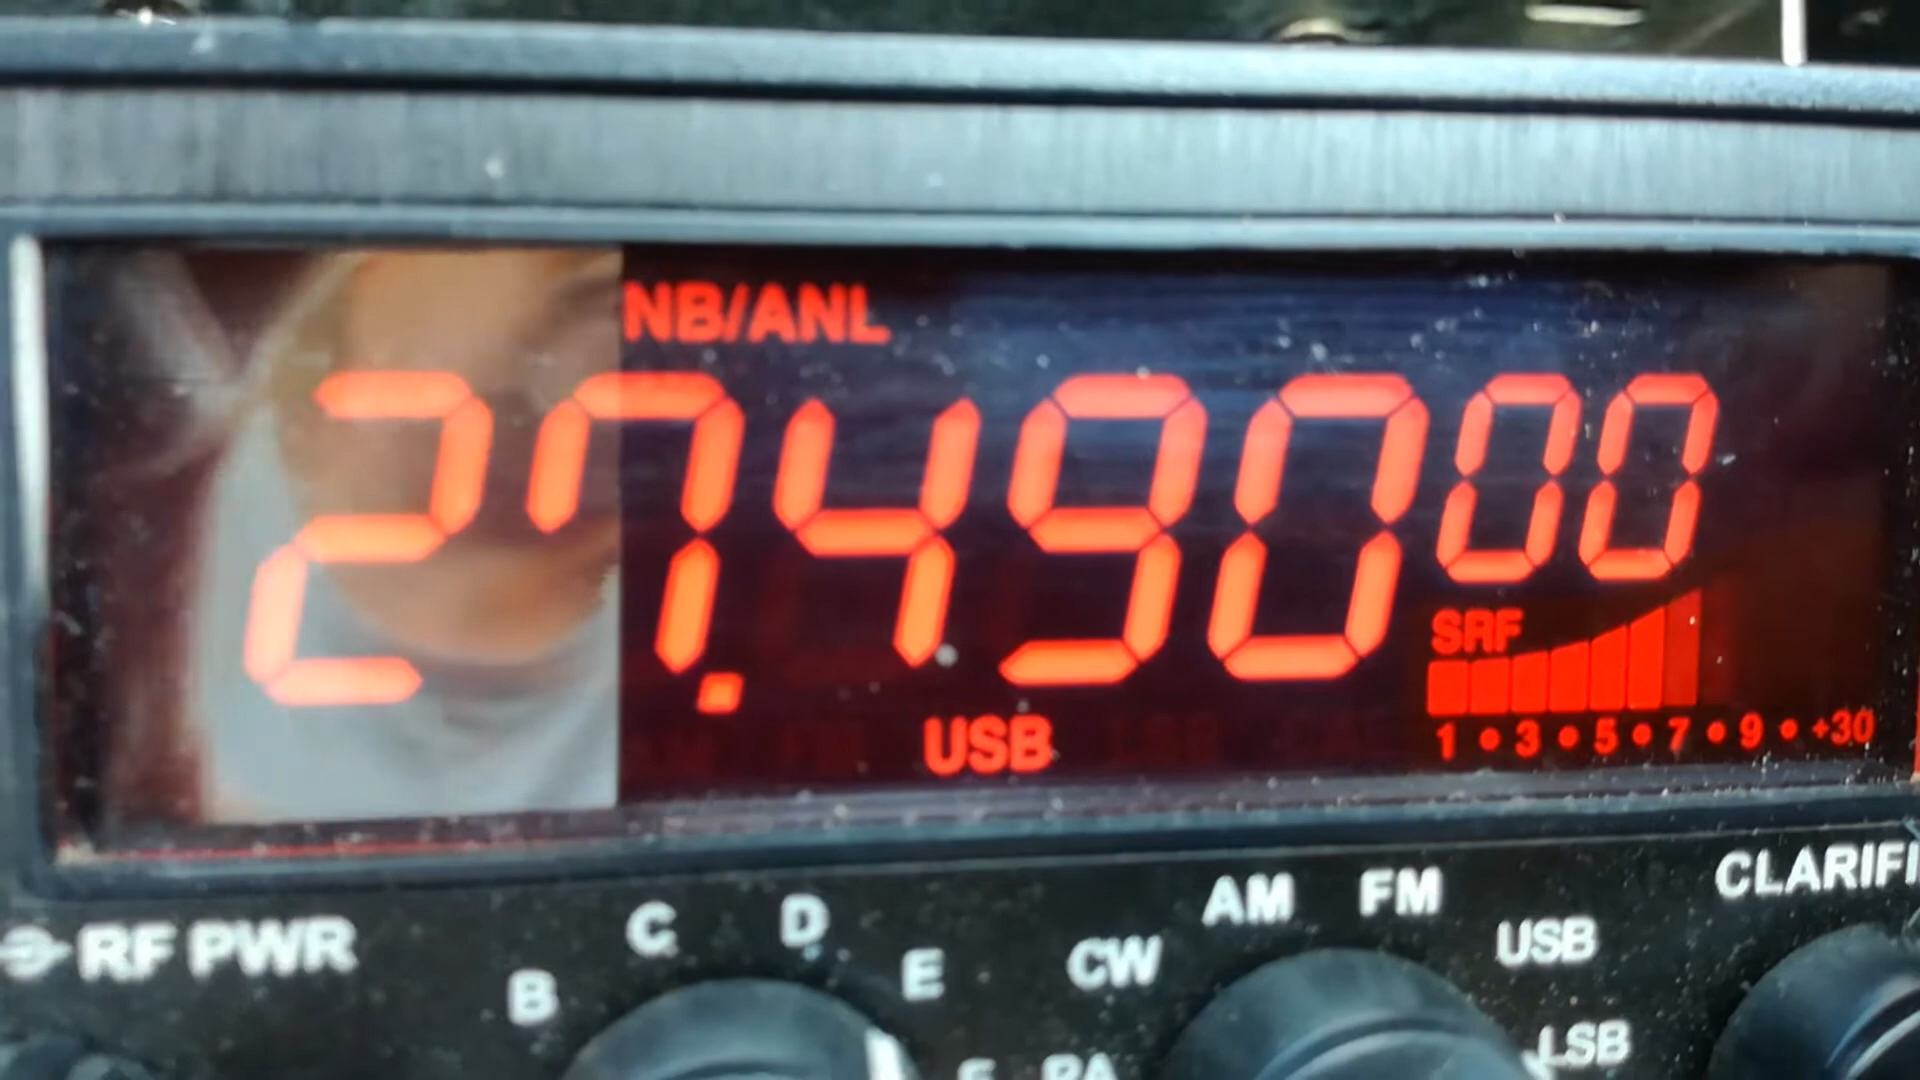 NB/ANL
27.49000
SRF
1 • 3 • 5 • 7 • 9 • +30
USB
RF PWR
B
C
D
E
CW
AM
FM
USB
LSB
PA